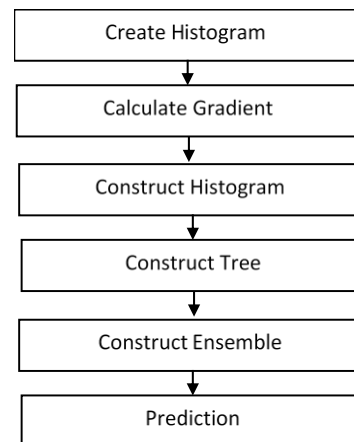 Create Histogram
Calculate Gradient
Construct Histogram
Construct Tree
Construct Ensemble
Prediction